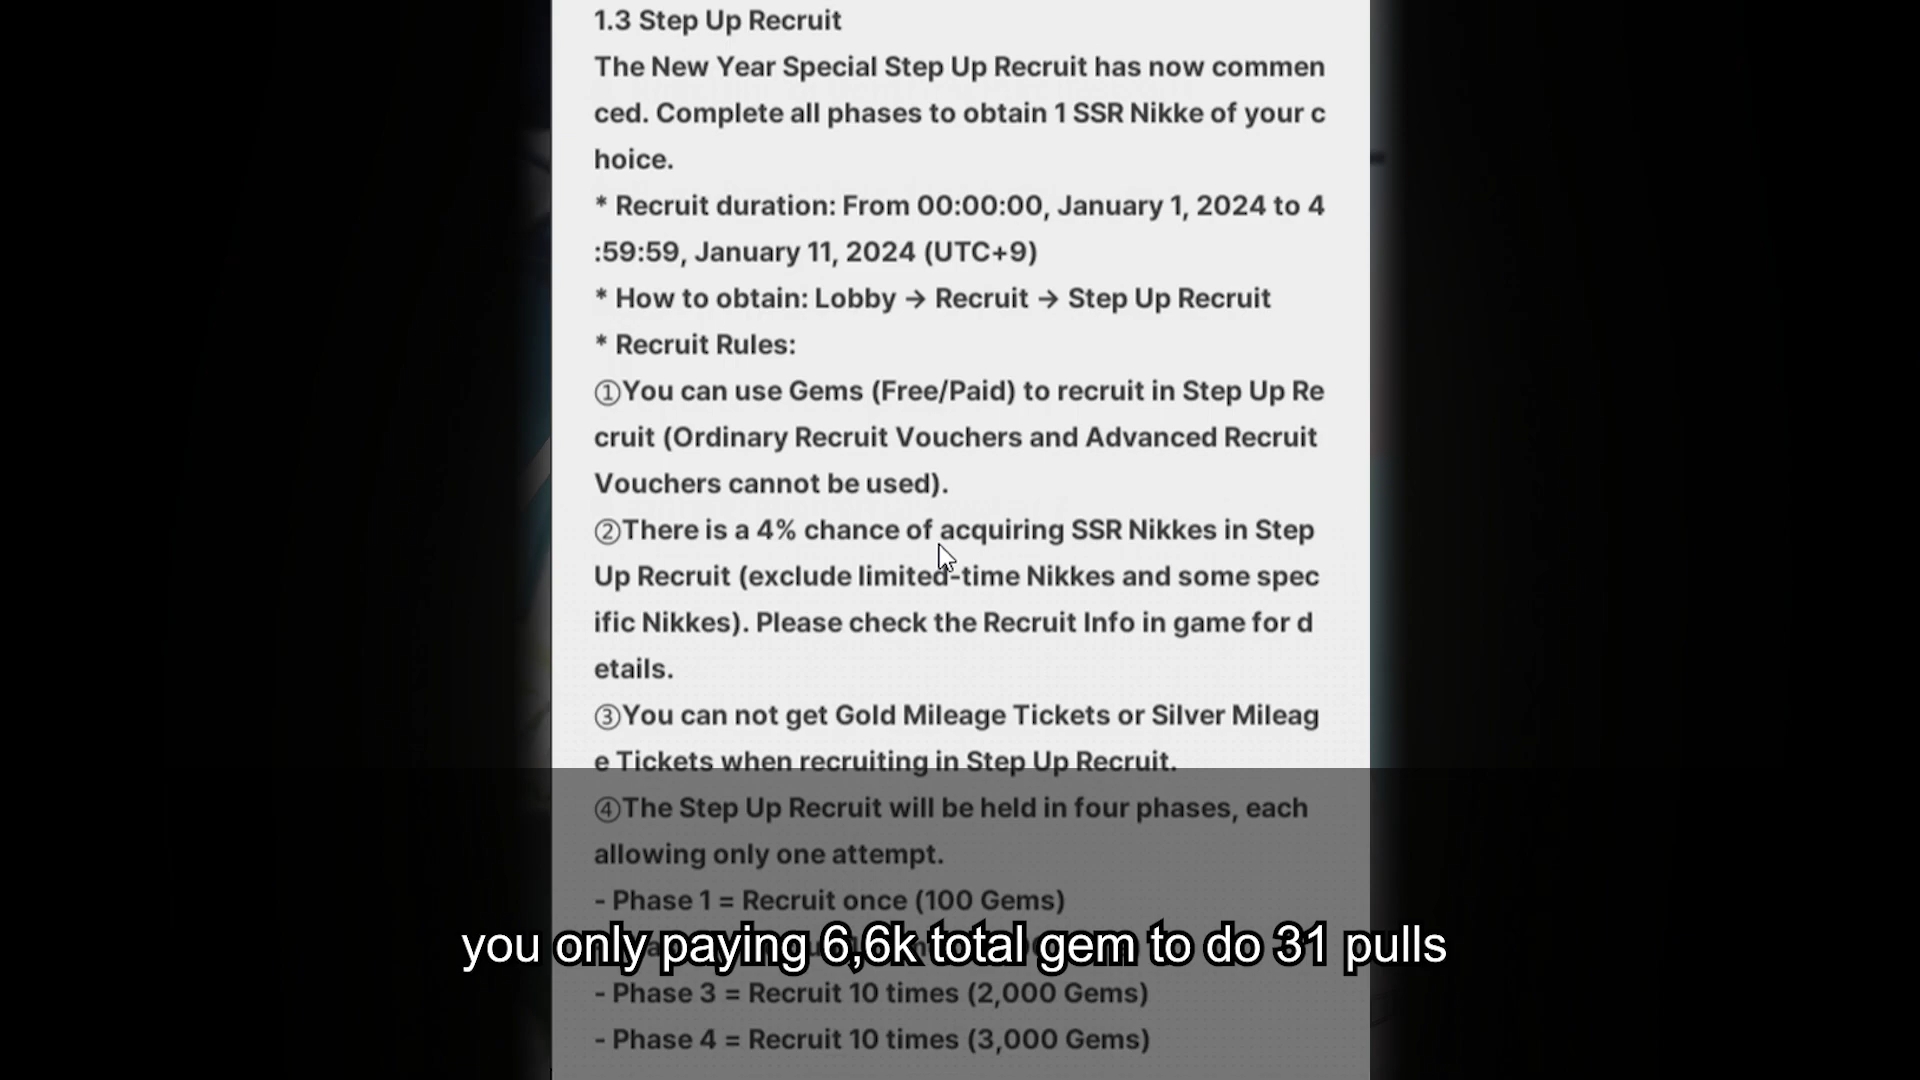 1.3 Step Up Recruit
The New Year Special Step Up Recruit has now commen
ced. Complete all phases to obtain 1 SSR Nikke of your c
hoice.
* Recruit duration: From 00:00:00, January 1, 2024 to 4
:59:59, January 11, 2024 (UTC+9)
* How to obtain: Lobby → Recruit → Step Up Recruit
* Recruit Rules:
①You can use Gems (Free/Paid) to recruit in Step Up Re
cruit (Ordinary Recruit Vouchers and Advanced Recruit
Vouchers cannot be used).
②There is a 4% chance of acquiring SSR Nikkes in Step
Up Recruit (exclude limited-time Nikkes and some spec
ific Nikkes). Please check the Recruit Info in game for d
etails.
③You can not get Gold Mileage Tickets or Silver Mileag
e Tickets when recruiting in Step Up Recruit.
④The Step Up Recruit will be held in four phases, each
allowing only one attempt.
- Phase 1 = Recruit once (100 Gems)
you only paying 6,6k total gem to do 31 pulls
- Phase 3 = Recruit 10 times (2,000 Gems)
- Phase 4 = Recruit 10 times (3,000 Gems)